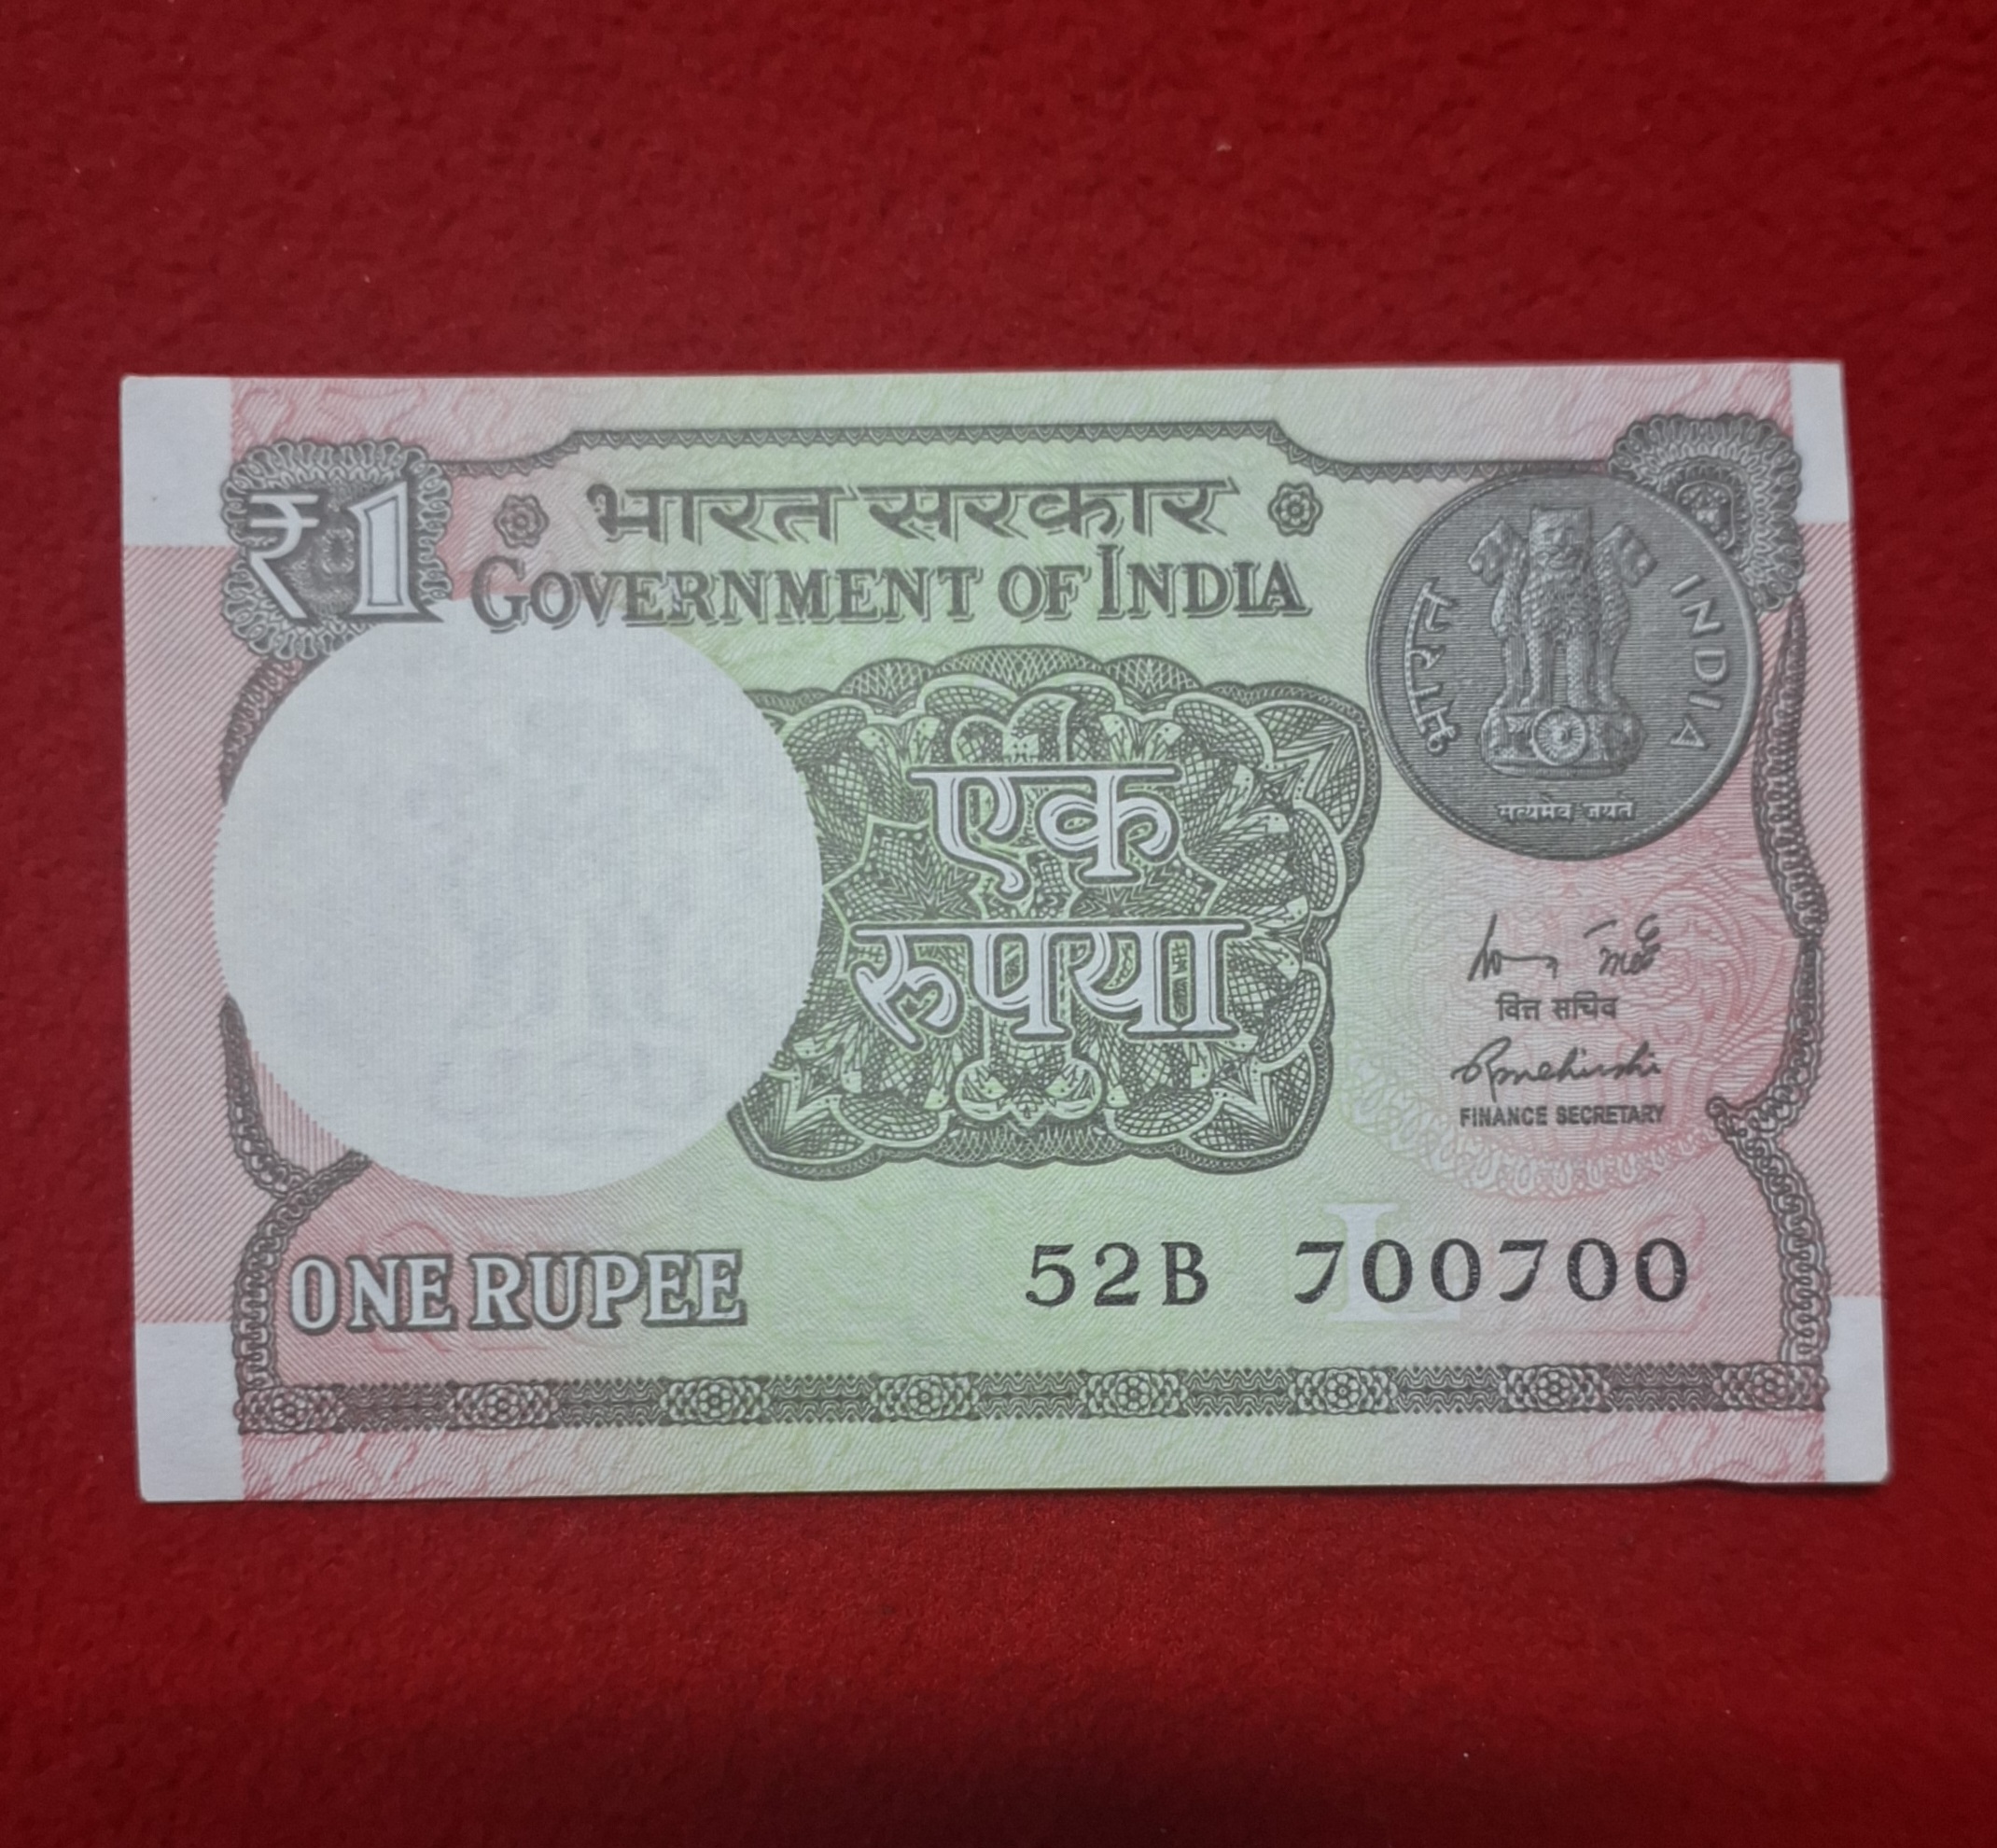 ₹1
भारत सरकार
GOVERNMENT OF INDIA
भारत
INDIA
सत्यमेव जयते
एक
रुपया
वित्त सचिव
FINANCE SECRETARY
L
ONE RUPEE
52B 700700